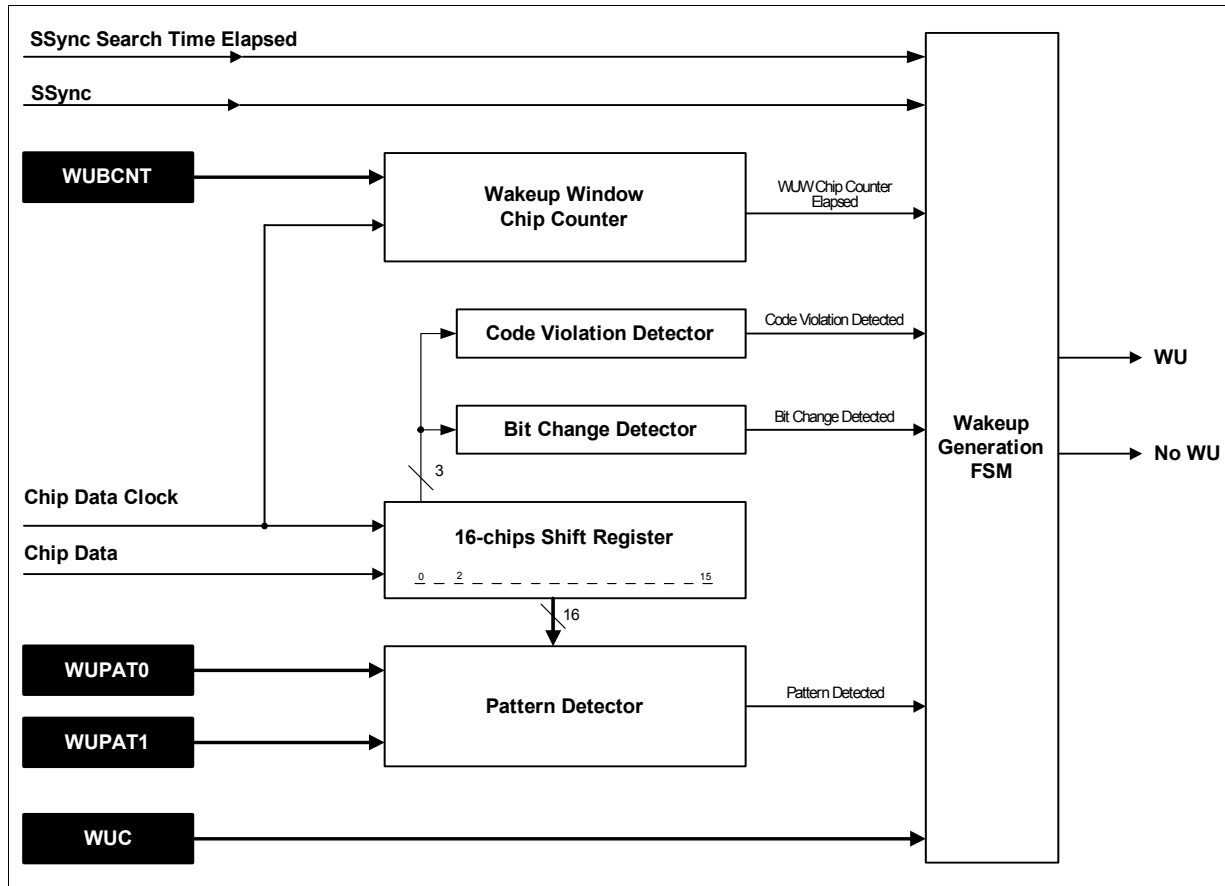 SSync Search Time Elapsed
SSync
WUBCNT
Wakeup Window
Chip Counter
WUW Chip Counter
Elapsed
Code Violation Detector
Code Violation Detected
Bit Change Detector
Bit Change Detected
WU
Wakeup
Generation
FSM
No WU
3
Chip Data Clock
16-chips Shift Register
Chip Data
0 2 15
16
WUPAT0
Pattern Detector
Pattern Detected
WUPAT1
WUC